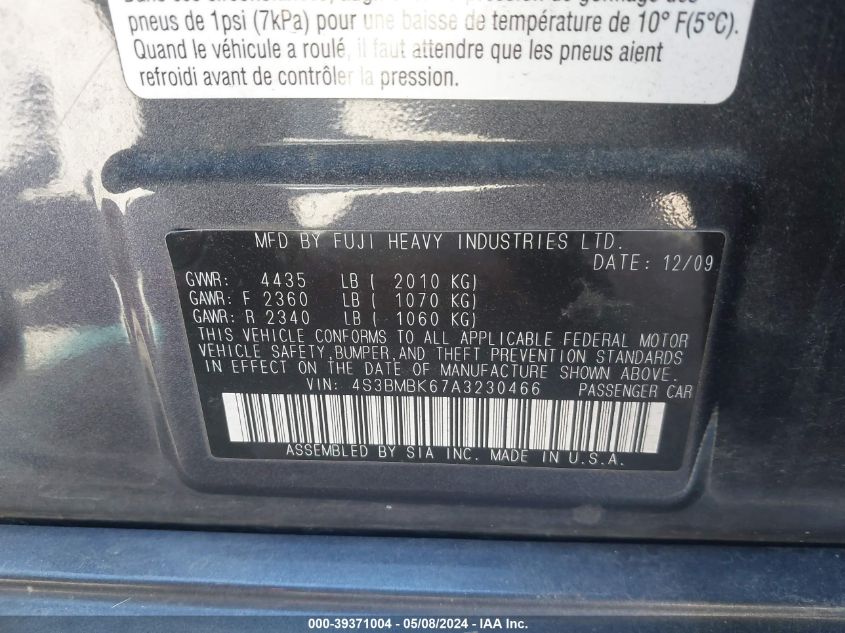 pneus de 1psi (7kPa) pour une baisse de température de 10° F(5°C).
Quand le véhicule a roulé, il faut attendre que les pneus aient
refroidi avant de contrôler la pression.
MFD BY FUJI HEAVY INDUSTRIES LTD.
DATE: 12/09
GVWR: 4435 LB ( 2010 KG)
GAWR: F 2360 LB ( 1070 KG)
GAWR: R 2340 LB ( 1060 KG)
THIS VEHICLE CONFORMS TO ALL APPLICABLE FEDERAL MOTOR
VEHICLE SAFETY, BUMPER, AND THEFT PREVENTION STANDARDS
IN EFFECT ON THE DATE OF MANUFACTURE SHOWN ABOVE.
VIN: 4S3BMBK67A3230466 PASSENGER CAR
ASSEMBLED BY SIA INC. MADE IN U.S.A.
000-39371004 - 05/08/2024 - IAA Inc.